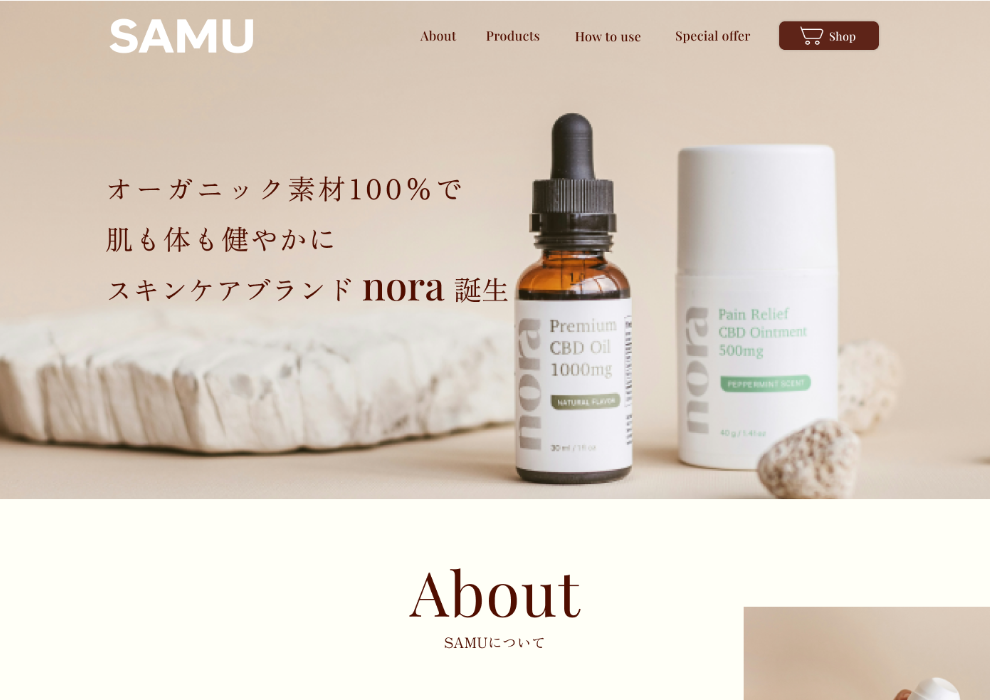 SAMU
About
Products
How to use
Special offer
Shop
オーガニック素材100%で
肌も体も健やかに
スキンケアブランド nora 誕生
nora
Premium
CBD Oil
1000mg
NATURAL FLAVOR
30 ml / 1 fl oz
nora
Pain Relief
CBD Ointment
500mg
PEPPERMINT SCENT
40 g / 1.41 oz
About
SAMUについて